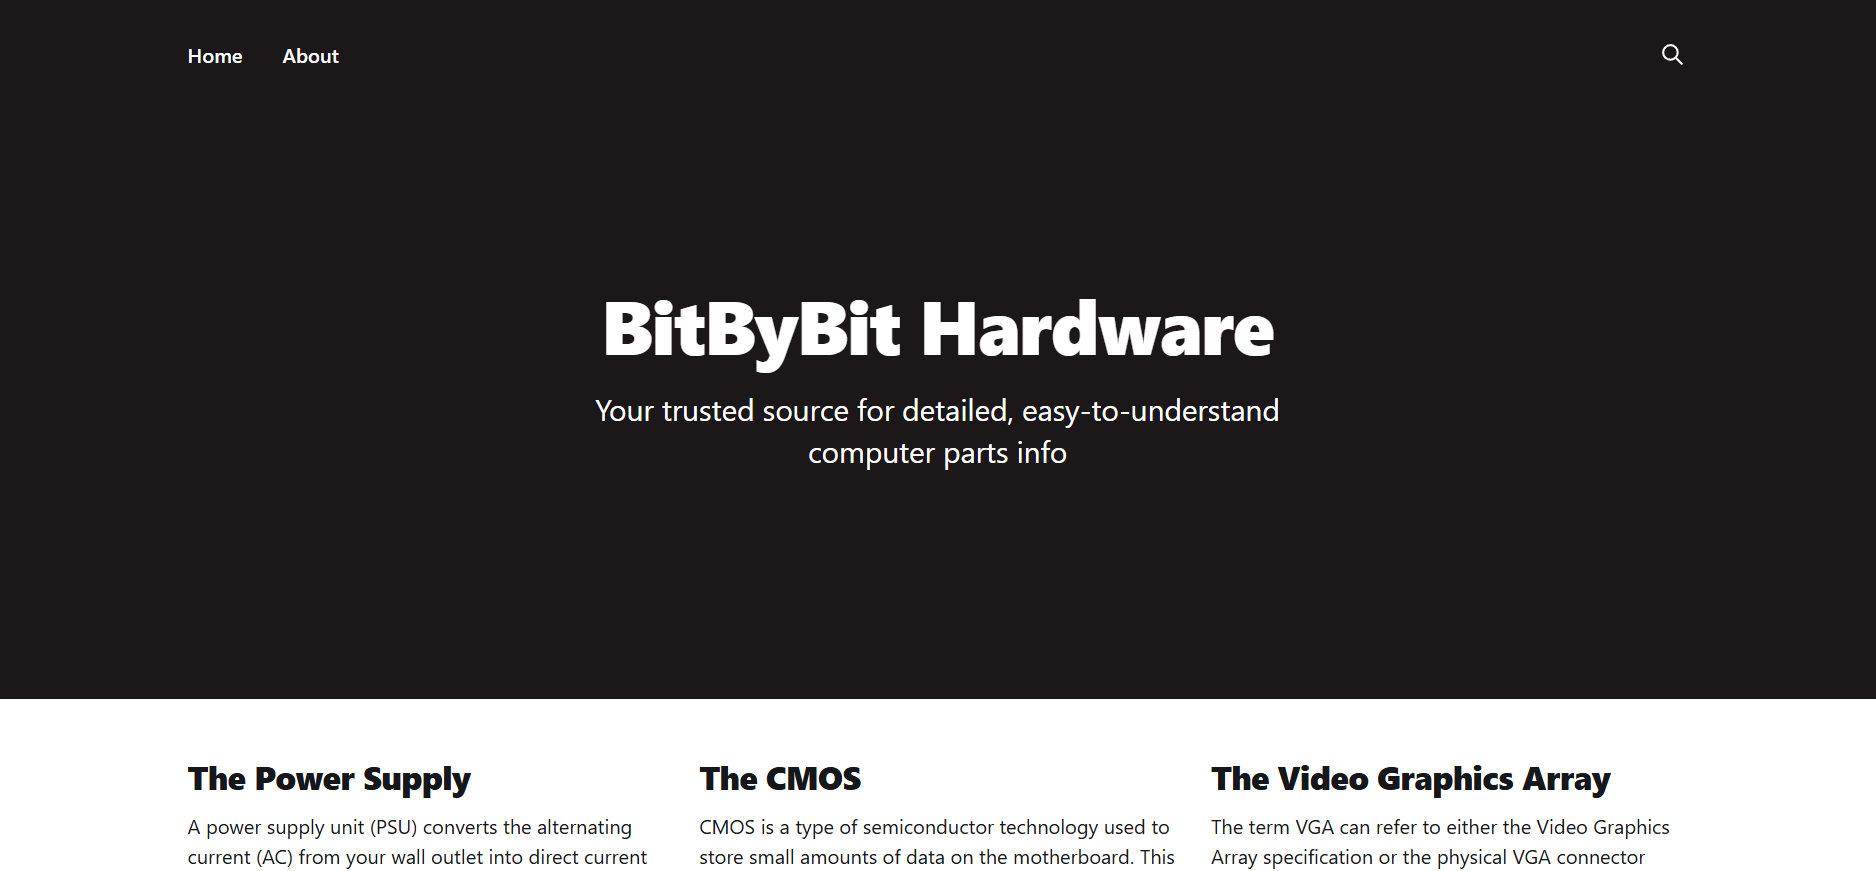 Home About
BitByBit Hardware
Your trusted source for detailed, easy-to-understand
computer parts info
The Power Supply
A power supply unit (PSU) converts the alternating
current (AC) from your wall outlet into direct current
The CMOS
CMOS is a type of semiconductor technology used to
store small amounts of data on the motherboard. This
The Video Graphics Array
The term VGA can refer to either the Video Graphics
Array specification or the physical VGA connector